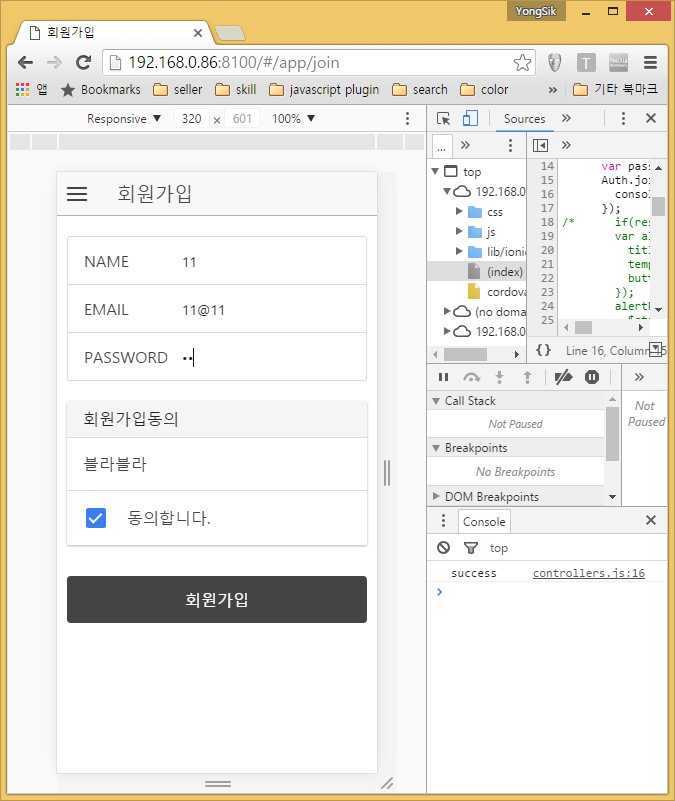 YongSik
회원가입
192.168.0.86:8100/#/app/join
앱 Bookmarks seller skill javascript plugin search color » 기타 북마크
Responsive ▼ 320 × 601 100% ▼
Sources »
... »
top
192.168.0
css
js
lib/ionic
(index)
cordova
(no doma
192.168.0
14 var pass
15 Auth.joi
16 consol
17 });
18 /* if(res
19 var al
20 titl
21 temp
22 butt
23 });
24 alertP
25 $sta
{} Line 16, Column 15
Call Stack
Not Paused
Breakpoints
No Breakpoints
DOM Breakpoints
Not Paused
Console
top
success controllers.js:16
회원가입
NAME 11
EMAIL 11@11
PASSWORD ••
회원가입동의
블라블라
동의합니다.
회원가입